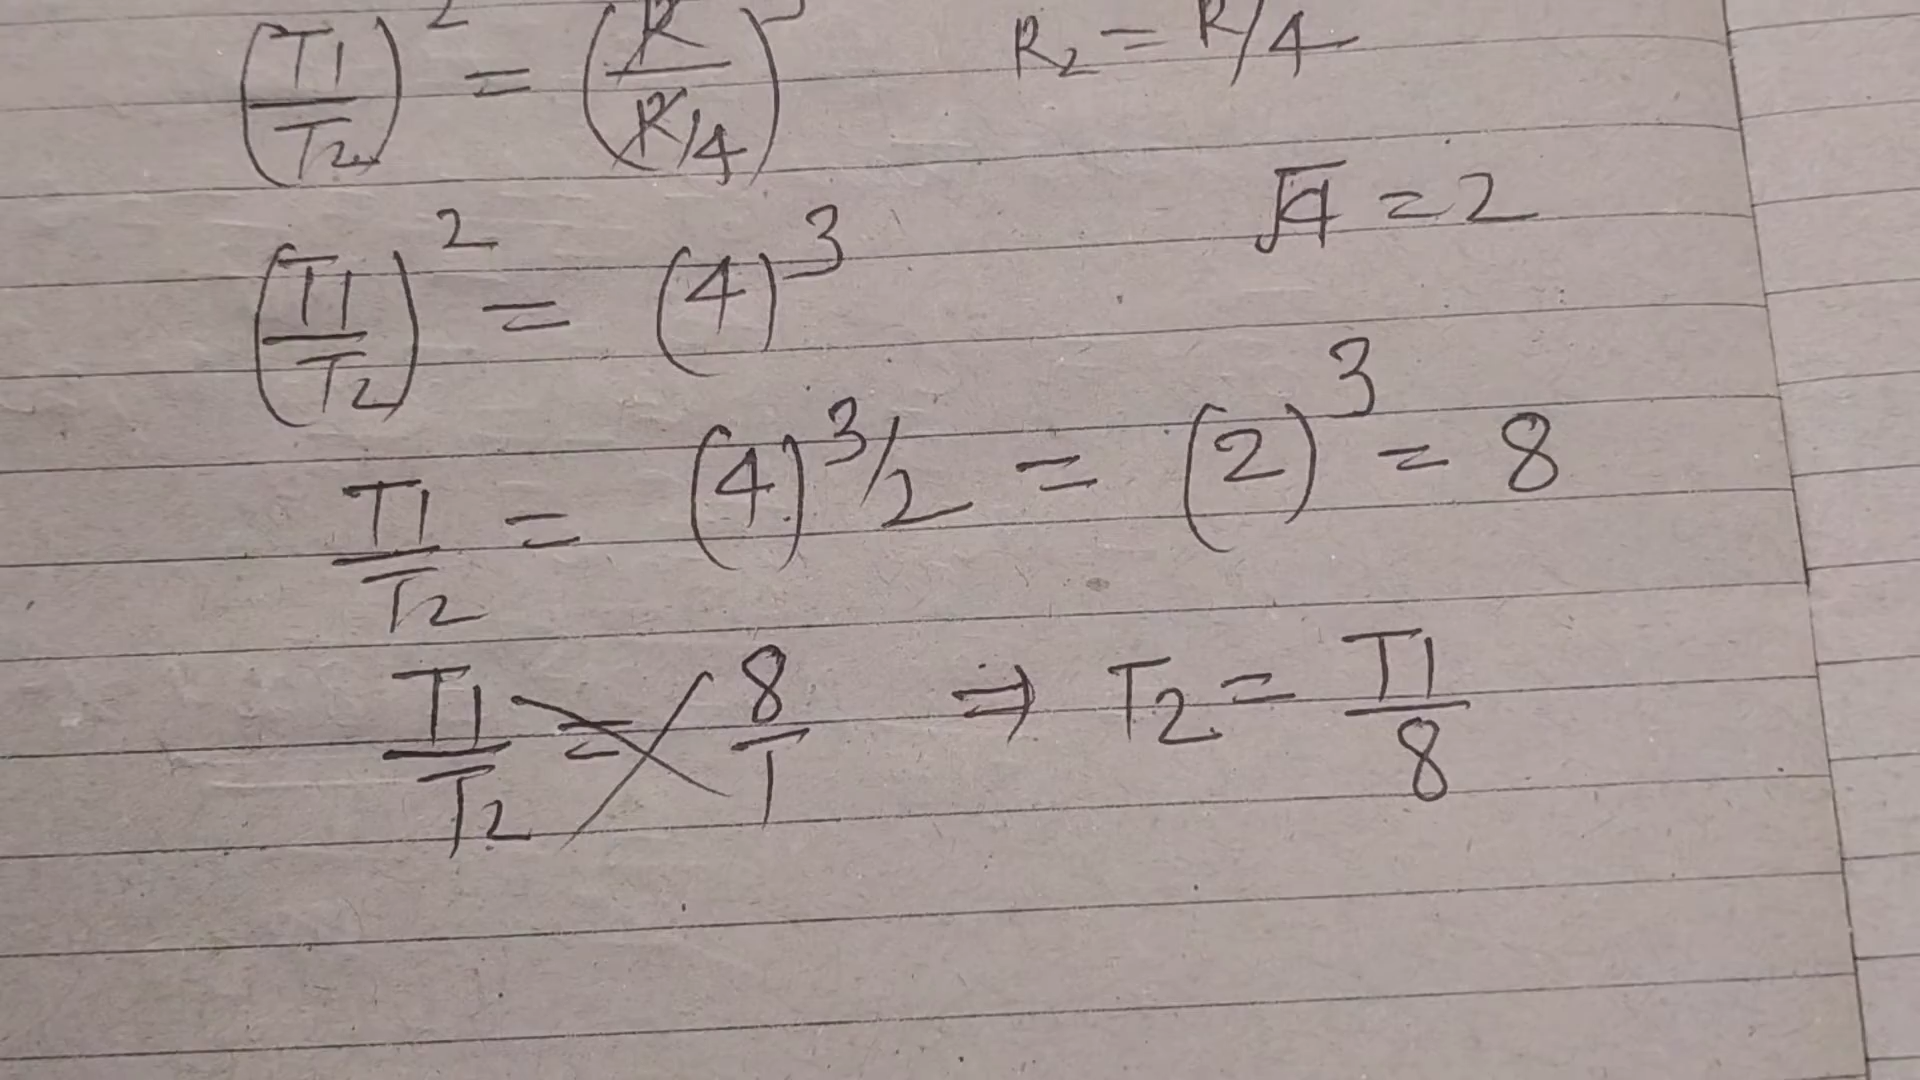 (T1/T2)^2 = (R/(R/4))^3 R2 = R/4
√4 = 2
(T1/T2)^2 = (4)^3
T1/T2 = (4)^3/2 = (2)^3 = 8
T1/T2 = 8/1 ⇒ T2 = T1/8